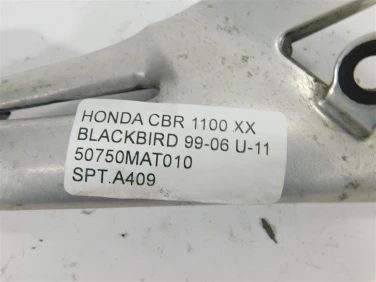 HONDA CBR 1100 XX
BLACKBIRD 99-06 U-11
50750MAT010
SPT.A409